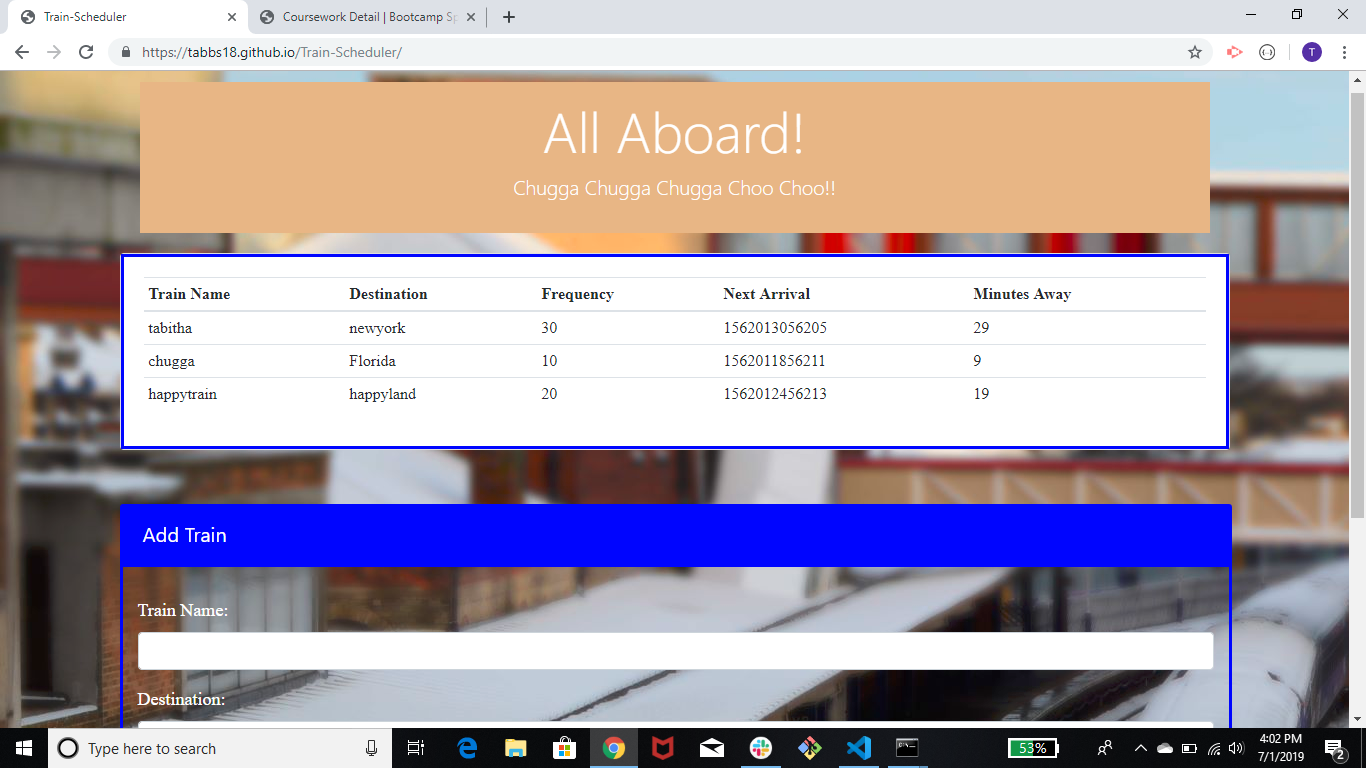 Train-Scheduler
Coursework Detail | Bootcamp Sp
https://tabbs18.github.io/Train-Scheduler/
T
All Aboard!
Chugga Chugga Chugga Choo Choo!!
Train Name Destination Frequency Next Arrival Minutes Away
tabitha newyork 30 1562013056205 29
chugga Florida 10 1562011856211 9
happytrain happyland 20 1562012456213 19
Add Train
Train Name:
Destination:
Type here to search
53%
4:02 PM
7/1/2019
2